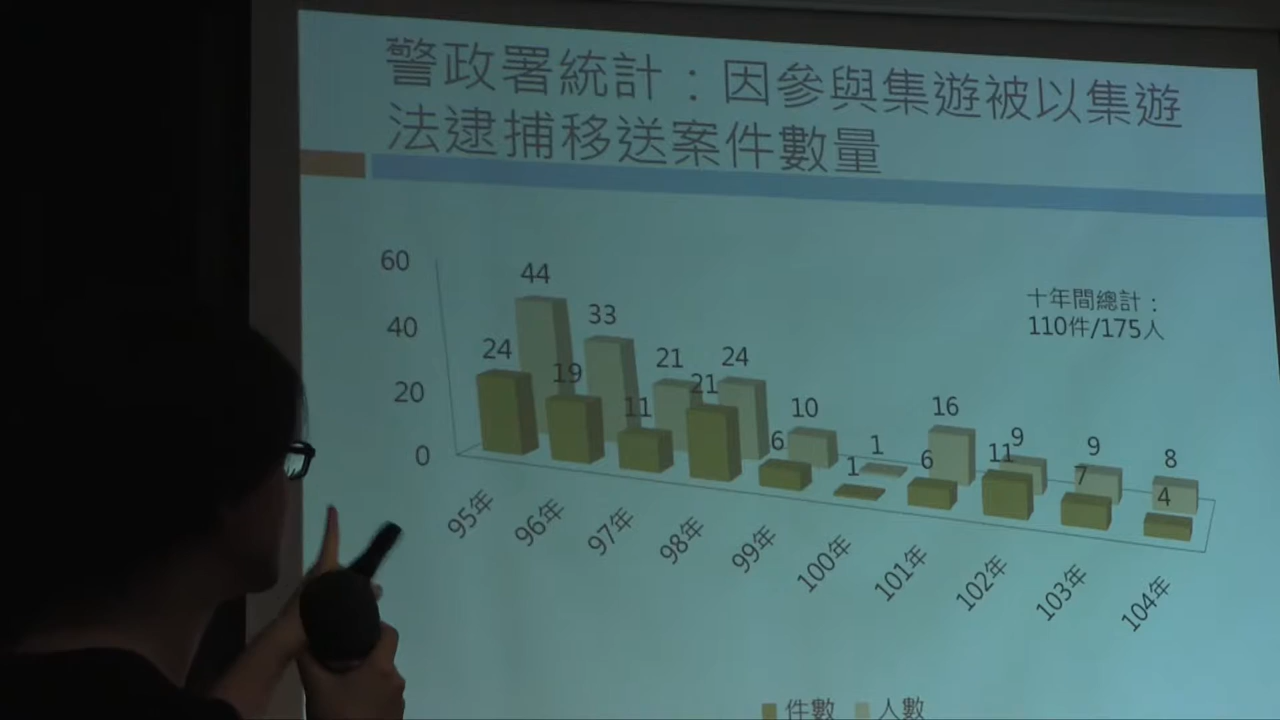 警政署統計：因參與集遊被以集遊
法逮捕移送案件數量
十年間總計：
110件/175人
60
40
20
0
44
33
21
24
10
1
16
9
9
8
24
19
11
21
6
1
6
11
7
4
95年
96年
97年
98年
99年
100年
101年
102年
103年
104年
件數 人數